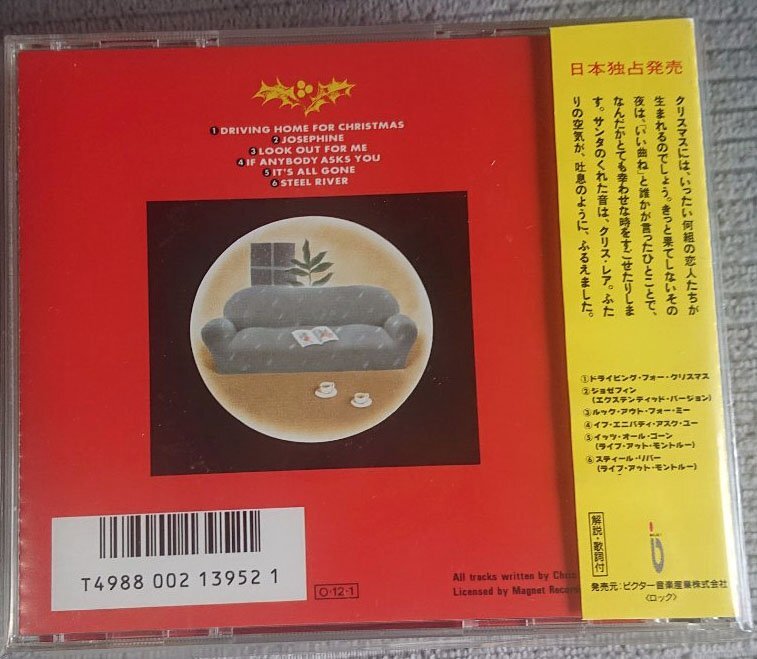 ① DRIVING HOME FOR CHRISTMAS
② JOSEPHINE
③ LOOK OUT FOR ME
④ IF ANYBODY ASKS YOU
⑤ IT'S ALL GONE
⑥ STEEL RIVER
T4988 002 13952 1
O・12・1
All tracks written by Chris
Licensed by Magnet Record
日本独占発売
クリスマスには、いったい何組の恋人たちが
生まれるのでしょう。きっと果てしないその
夜は、「いい曲ね」と誰かが言ったひとことで、
なんだかとても幸わせな時をすごせたりしま
す。サンタのくれた音は、クリス・レア。ふた
りの空気が、吐息のように、ふるえました。
①ドライビング・フォー・クリスマス
②ジョゼフィン
(エクステンティッド・バージョン)
③ルック・アウト・フォー・ミー
④イフ・エニバディ・アスク・ユー
⑤イッツ・オール・ゴーン
(ライブ・アット・モントルー)
⑥スティール・リバー
(ライブ・アット・モントルー)
解説・歌詞付
発売元:ビクター音楽産業株式会社
〈ロック〉